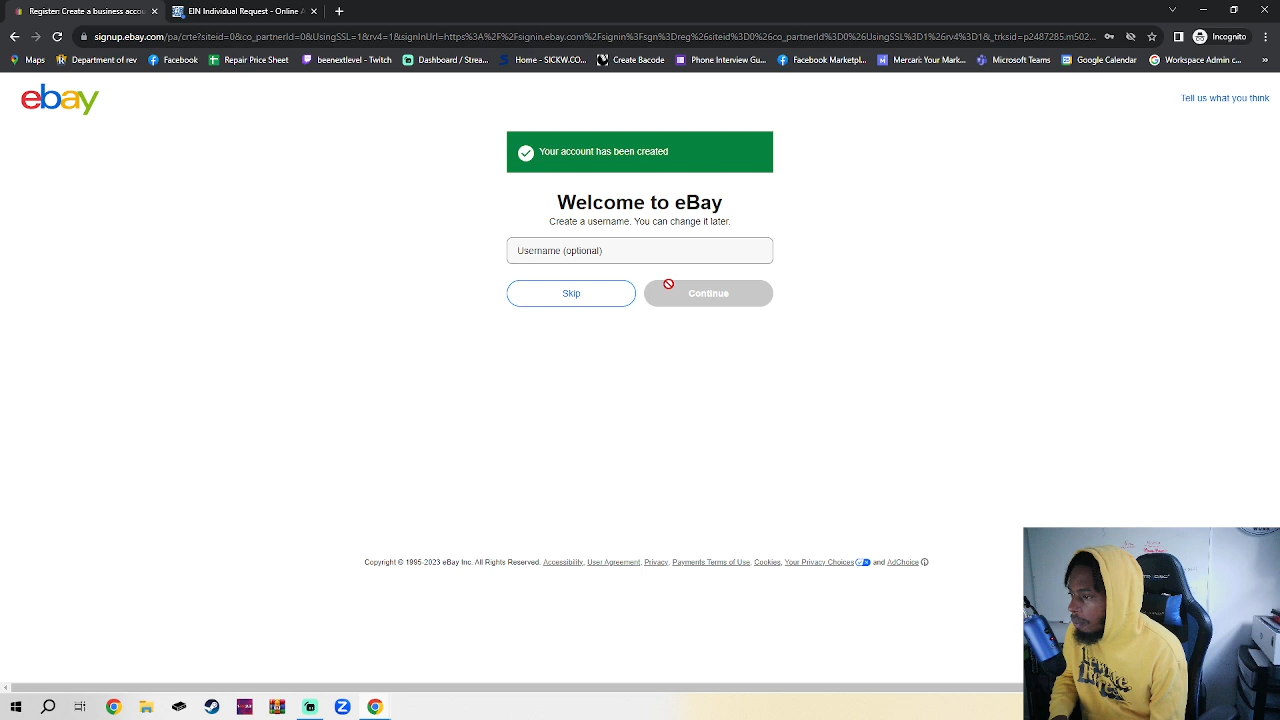 Register: Create a business accou
EIN Individual Request - Online A
signup.ebay.com/pa/crte?siteid=0&co_partnerId=0&UsingSSL=1&rv4=1&signInUrl=https%3A%2F%2Fsignin.ebay.com%2Fsignin%3Fsgn%3Dreg%26siteid%3D0%26co_partnerId%3D0%26UsingSSL%3D1%26rv4%3D1&_trksid=p2487285.m502...
Incognito
Maps
Department of rev
Facebook
Repair Price Sheet
beenextlevel - Twitch
Dashboard / Strea...
Home - SICKW.CO...
Create Barcode
Phone Interview Gu...
Facebook Marketpl...
Mercari: Your Mark...
Microsoft Teams
Google Calendar
Workspace Admin c...
ebay
Tell us what you think
Your account has been created
Welcome to eBay
Create a username. You can change it later.
Username (optional)
Skip
Continue
Copyright © 1995-2023 eBay Inc. All Rights Reserved. Accessibility, User Agreement, Privacy, Payments Terms of Use, Cookies, Your Privacy Choices and AdChoice